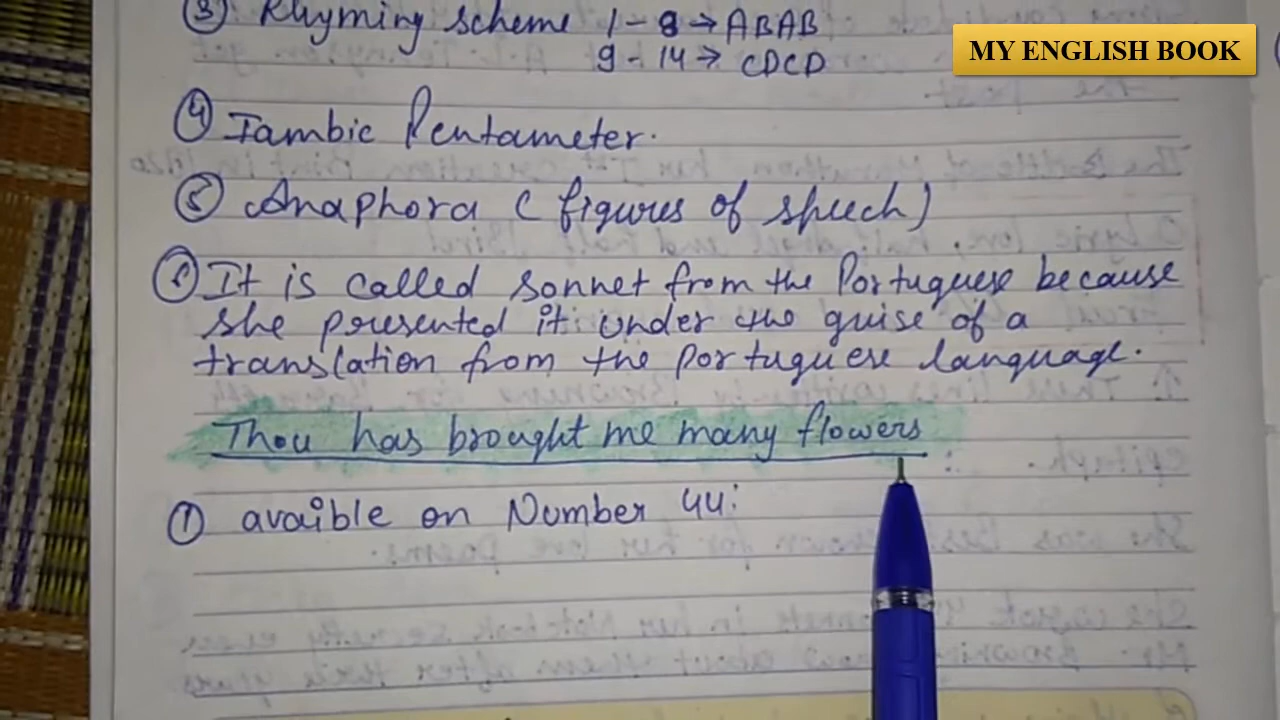 ③ Rhyming scheme 1 - 8 → ABAB
9 - 14 → CDCD
MY ENGLISH BOOK
④ Iambic Pentameter.
⑤ Anaphora ( figures of speech)
⑥ It is called sonnet from the Portuguese because
she presented it under the guise of a
translation from the Portuguese language.
Thou has brought me many flowers
① avaible on Number 44: